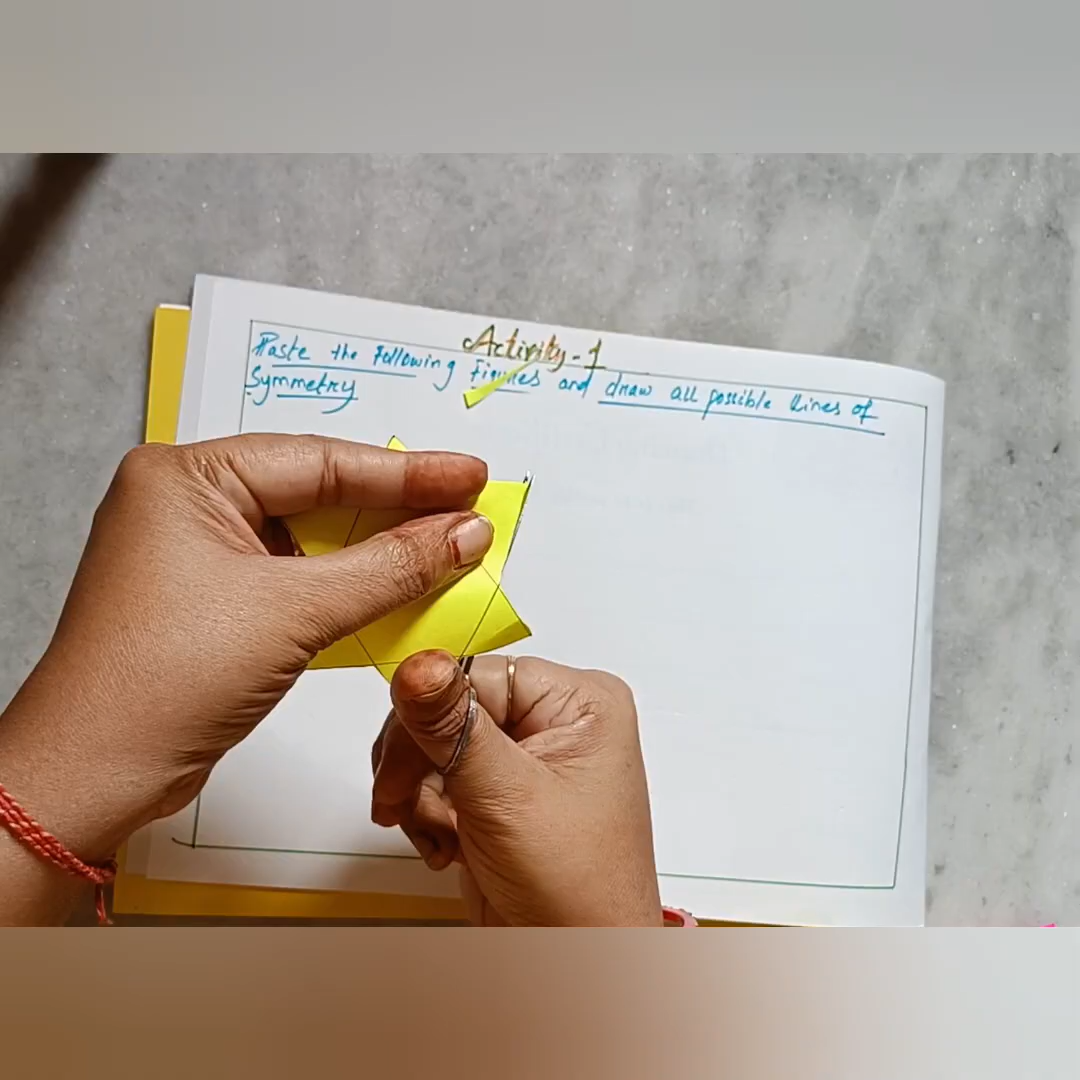 Activity-1
Paste the Following Figures and draw all possible Lines of
Symmetry